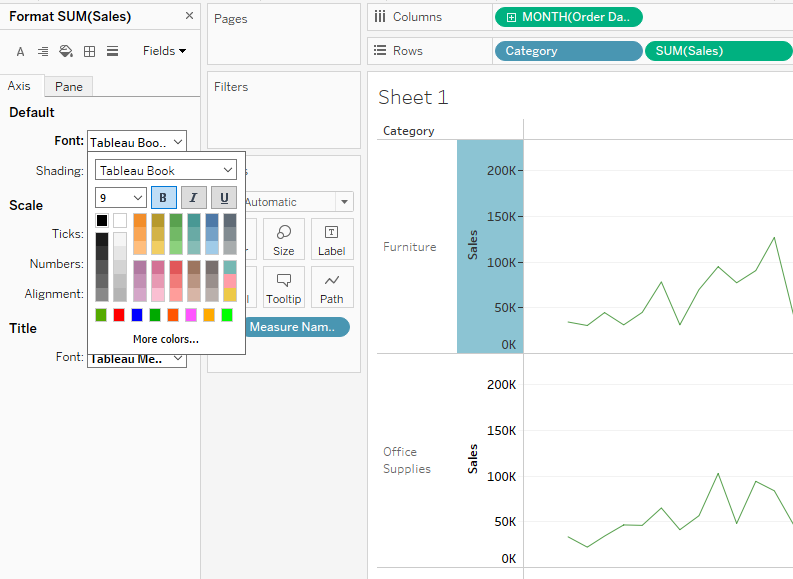 Format SUM(Sales)
Fields
Axis
Pane
Default
Font:
Tableau Boo..
Shading:
Tableau Book
9
B
I
U
Scale
Ticks:
Numbers:
Alignment:
More colors...
Title
Font:
Tableau Me..
Pages
Filters
Automatic
Size
Label
Tooltip
Path
Measure Nam..
Columns
MONTH(Order Da..
Rows
Category
SUM(Sales)
Sheet 1
Category
Furniture
Sales
200K
150K
100K
50K
0K
Office
Supplies
Sales
200K
150K
100K
50K
0K